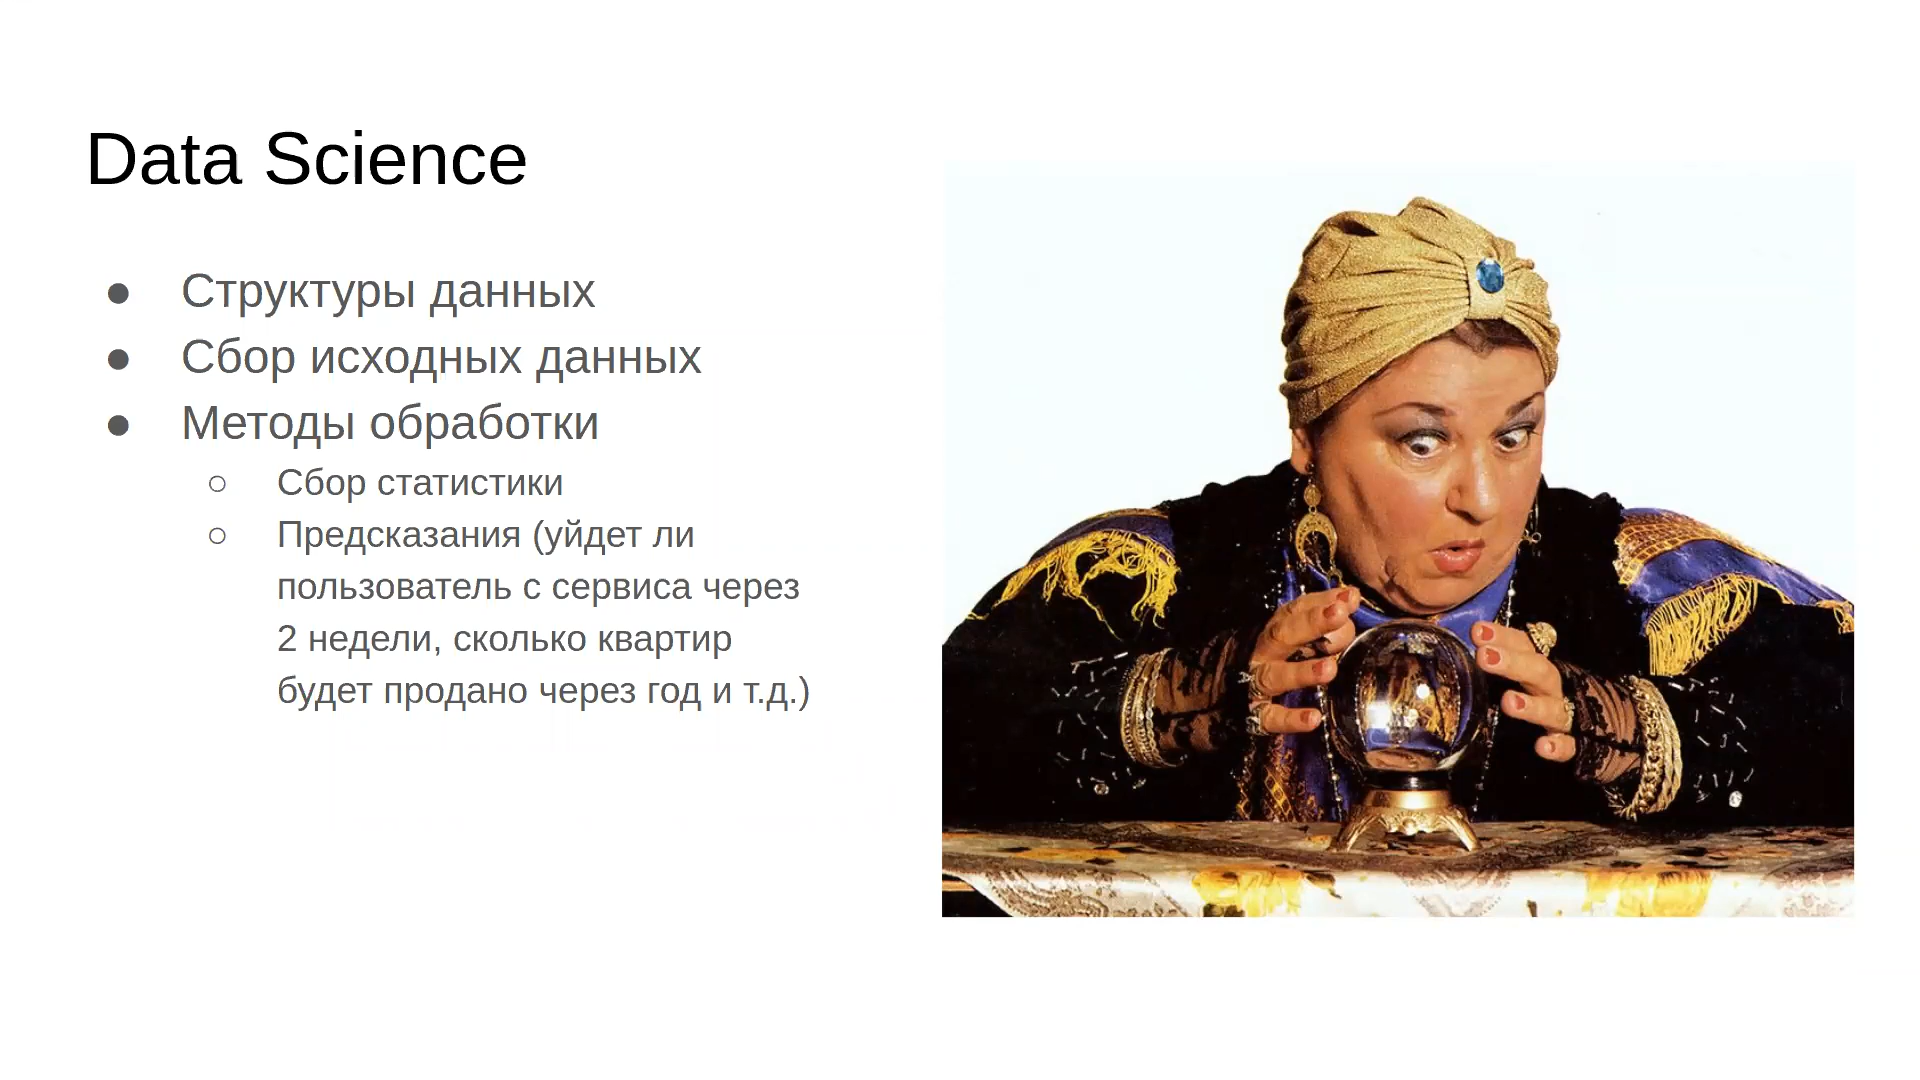 Data Science
● Структуры данных
● Сбор исходных данных
● Методы обработки
○ Сбор статистики
○ Предсказания (уйдет ли
пользователь с сервиса через
2 недели, сколько квартир
будет продано через год и т.д.)